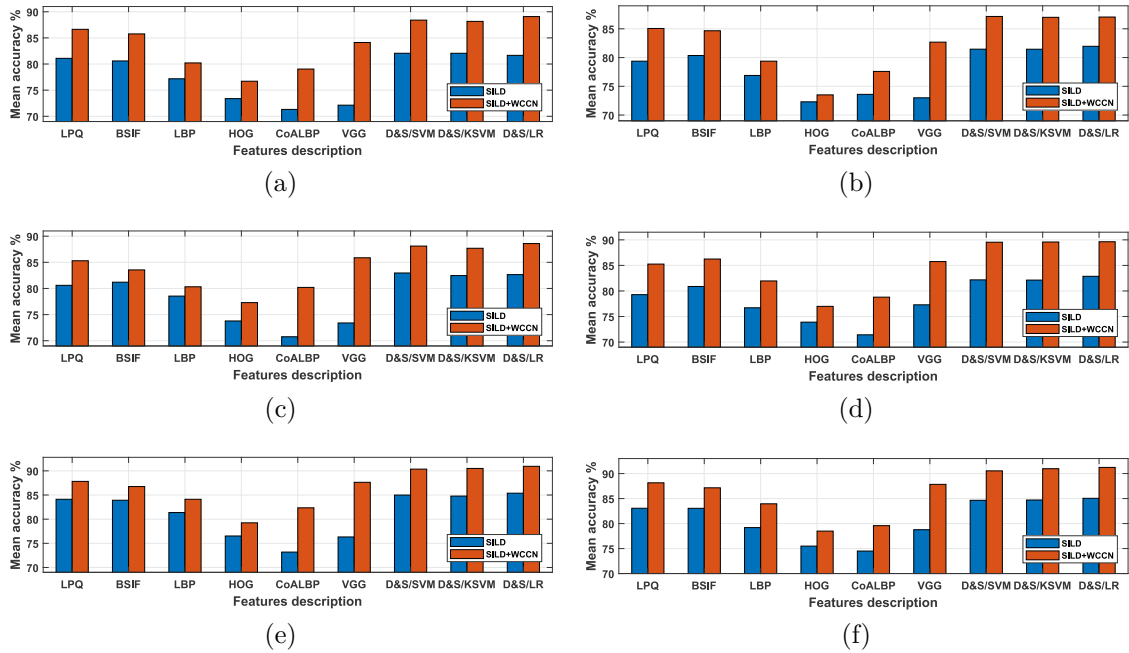 Mean accuracy %
90
85
80
75
70
SILD
SILD+WCCN
LPQ BSIF LBP HOG CoALBP VGG D&S/SVM D&S/KSVM D&S/LR
Features description
(a)
Mean accuracy %
85
80
75
70
SILD
SILD+WCCN
LPQ BSIF LBP HOG CoALBP VGG D&S/SVM D&S/KSVM D&S/LR
Features description
(b)
Mean accuracy %
90
85
80
75
70
SILD
SILD+WCCN
LPQ BSIF LBP HOG CoALBP VGG D&S/SVM D&S/KSVM D&S/LR
Features description
(c)
Mean accuracy %
90
85
80
75
70
SILD
SILD+WCCN
LPQ BSIF LBP HOG CoALBP VGG D&S/SVM D&S/KSVM D&S/LR
Features description
(d)
Mean accuracy %
90
85
80
75
70
SILD
SILD+WCCN
LPQ BSIF LBP HOG CoALBP VGG D&S/SVM D&S/KSVM D&S/LR
Features description
(e)
Mean accuracy %
90
85
80
75
70
SILD
SILD+WCCN
LPQ BSIF LBP HOG CoALBP VGG D&S/SVM D&S/KSVM D&S/LR
Features description
(f)